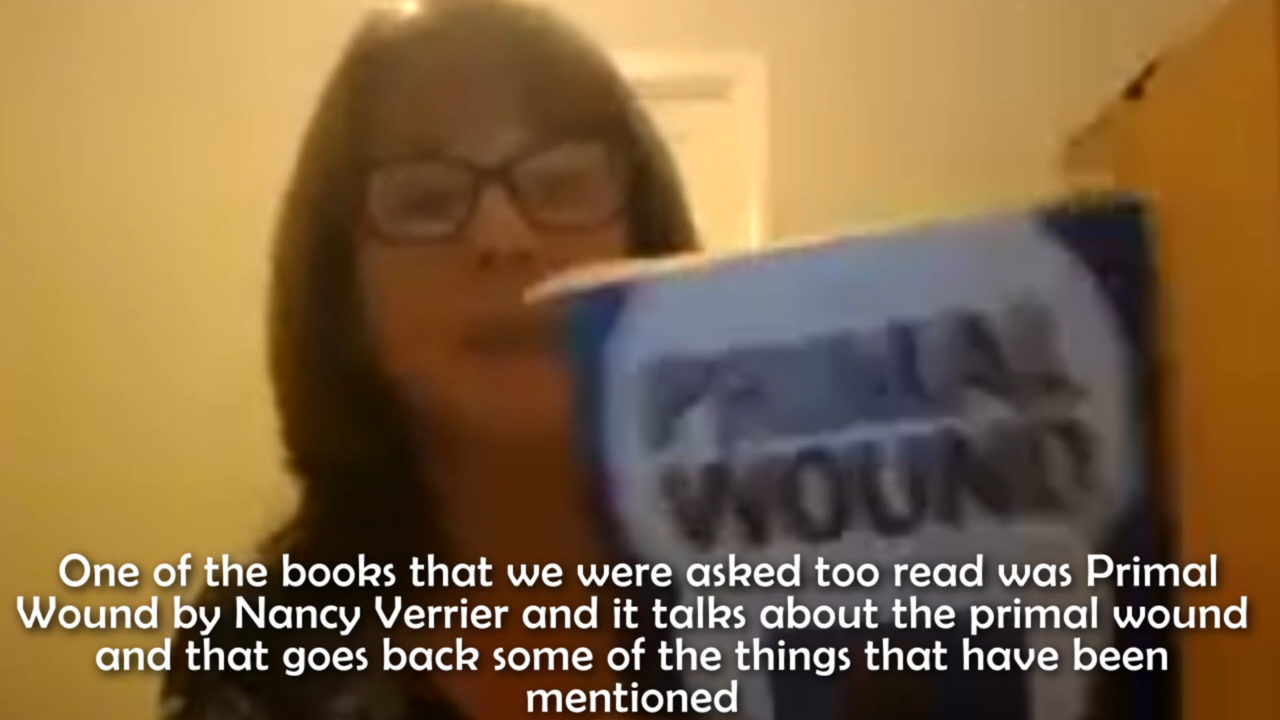 PRIMAL
WOUND
One of the books that we were asked too read was Primal
Wound by Nancy Verrier and it talks about the primal wound
and that goes back some of the things that have been
mentioned